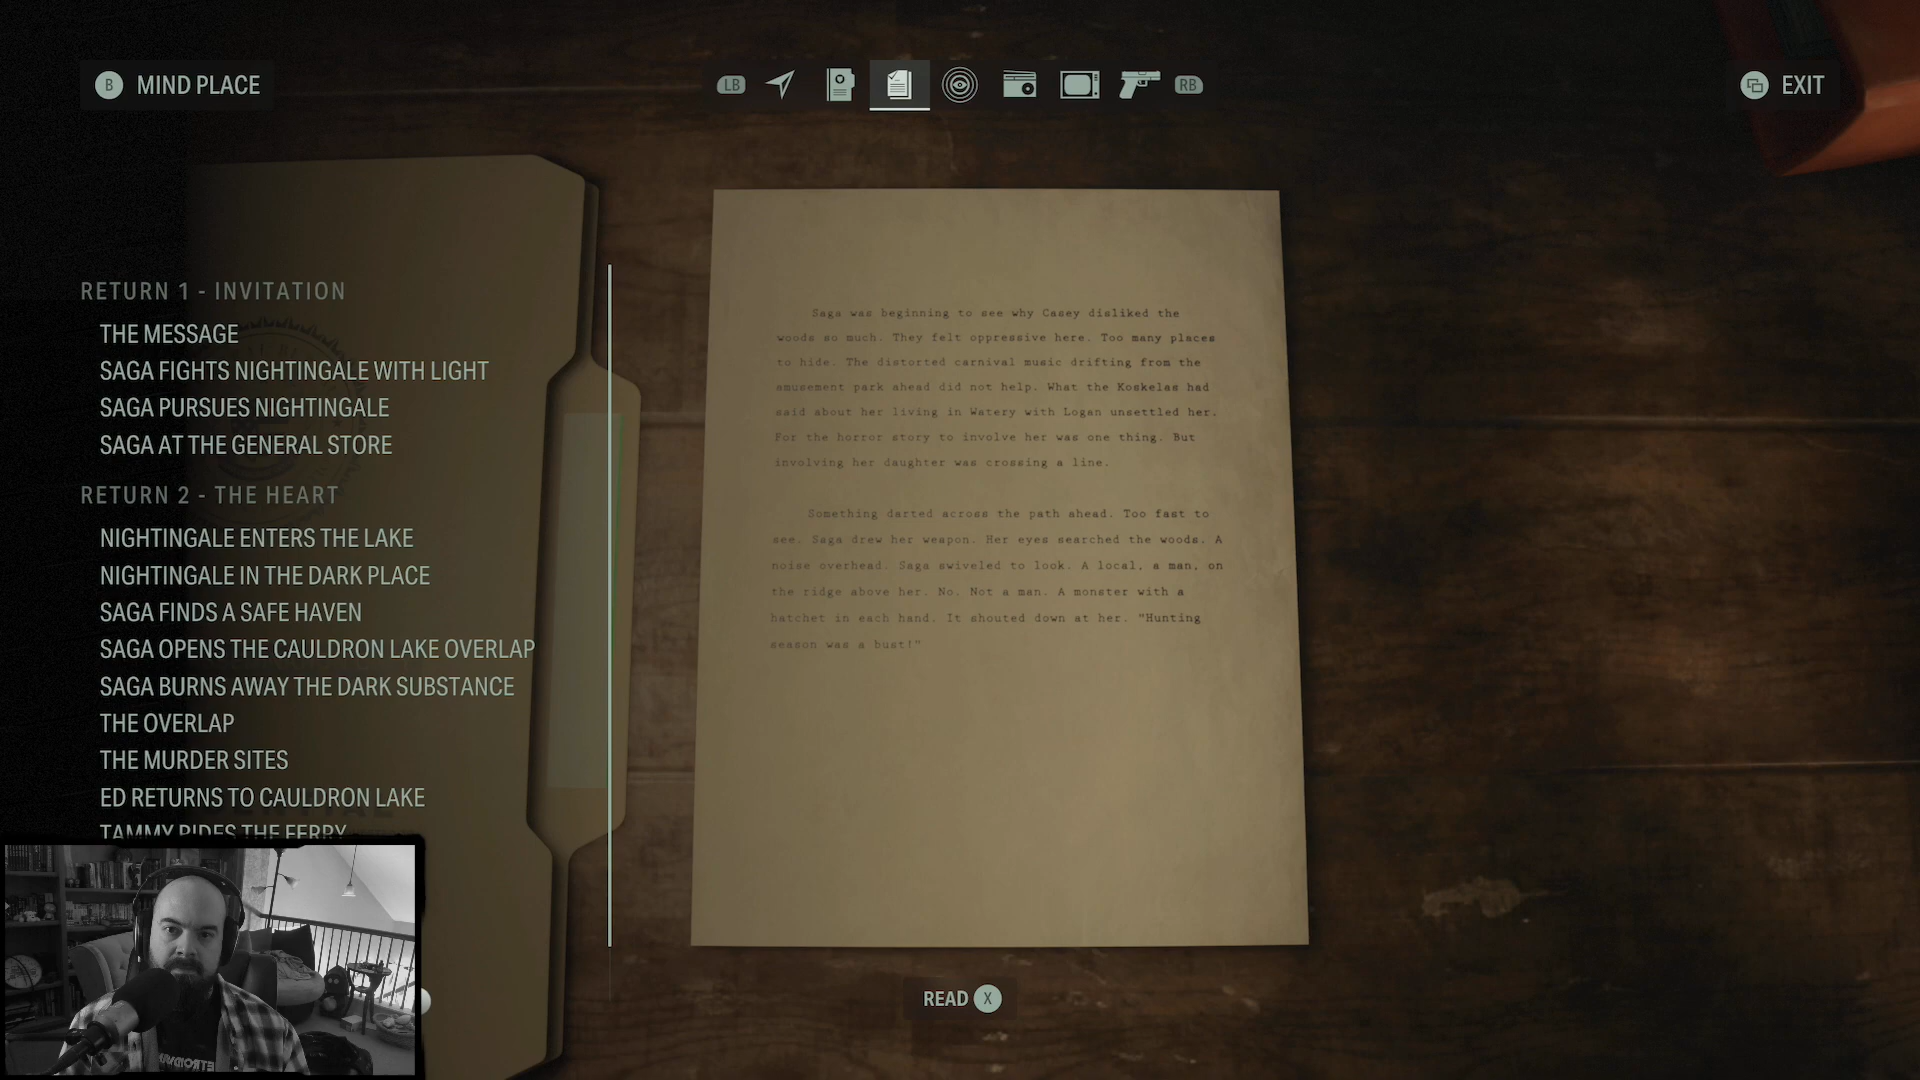 B MIND PLACE
LB
RB
EXIT
RETURN 1 - INVITATION
THE MESSAGE
SAGA FIGHTS NIGHTINGALE WITH LIGHT
SAGA PURSUES NIGHTINGALE
SAGA AT THE GENERAL STORE
RETURN 2 - THE HEART
NIGHTINGALE ENTERS THE LAKE
NIGHTINGALE IN THE DARK PLACE
SAGA FINDS A SAFE HAVEN
SAGA OPENS THE CAULDRON LAKE OVERLAP
SAGA BURNS AWAY THE DARK SUBSTANCE
THE OVERLAP
THE MURDER SITES
ED RETURNS TO CAULDRON LAKE
TAMMY RIDES THE FERRY
Saga was beginning to see why Casey disliked the
woods so much. They felt oppressive here. Too many places
to hide. The distorted carnival music drifting from the
amusement park ahead did not help. What the Koskelas had
said about her living in Watery with Logan unsettled her.
For the horror story to involve her was one thing. But
involving her daughter was crossing a line.
Something darted across the path ahead. Too fast to
see. Saga drew her weapon. Her eyes searched the woods. A
noise overhead. Saga swiveled to look. A local, a man, on
the ridge above her. No. Not a man. A monster with a
hatchet in each hand. It shouted down at her. "Hunting
season was a bust!"
READ X